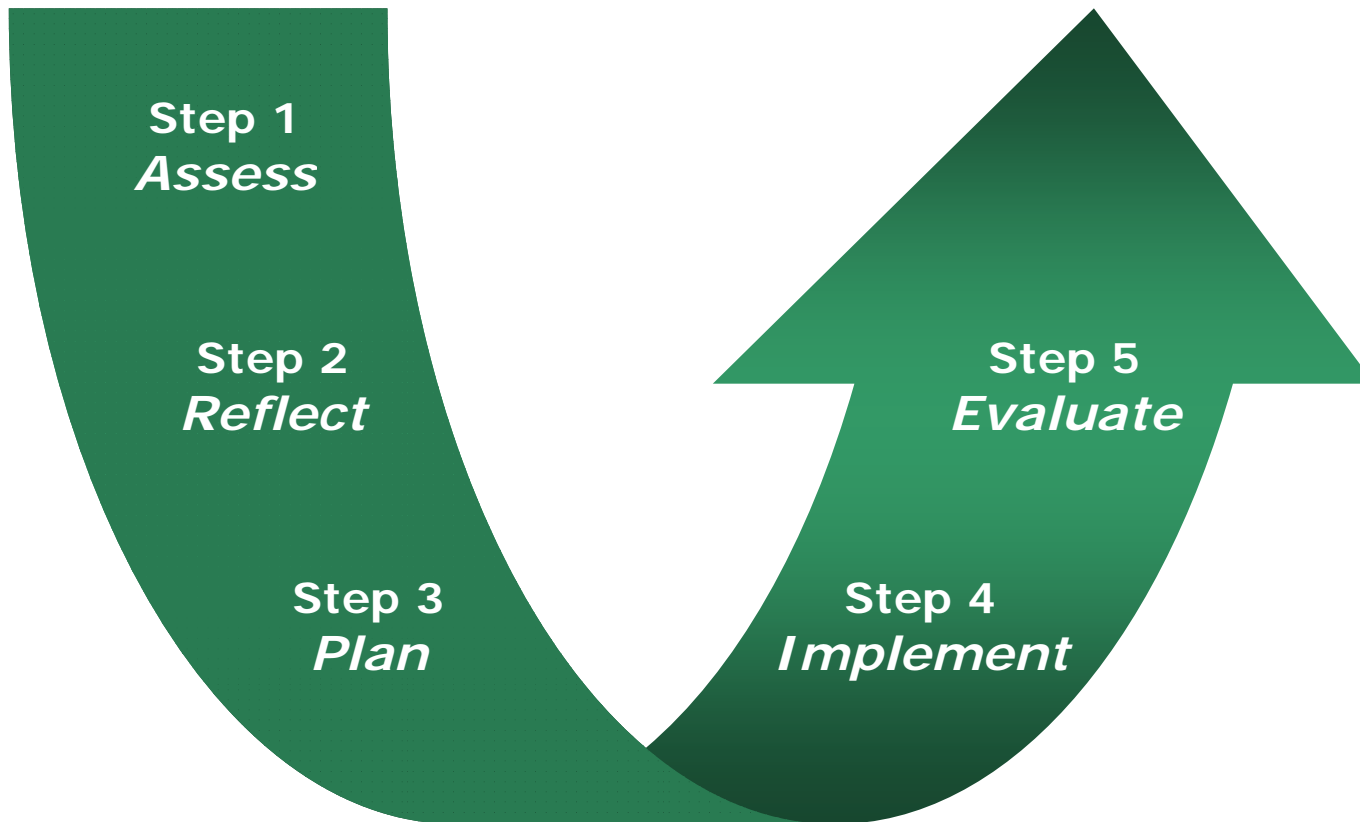 Step 1
Assess
Step 2
Reflect
Step 3
Plan
Step 4
Implement
Step 5
Evaluate